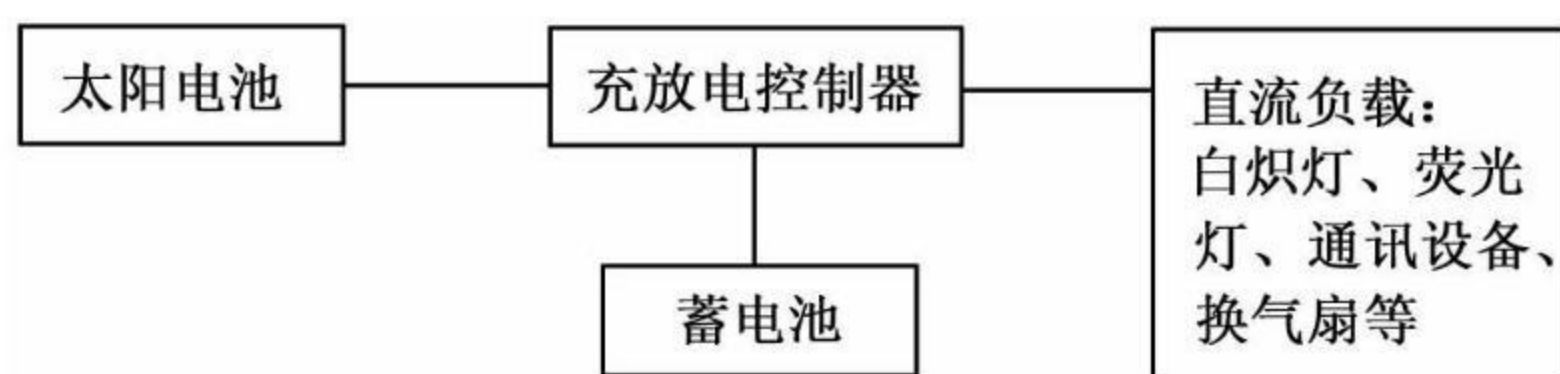 太阳电池
充放电控制器
直流负载：
白炽灯、荧光
灯、通讯设备、
换气扇等
蓄电池